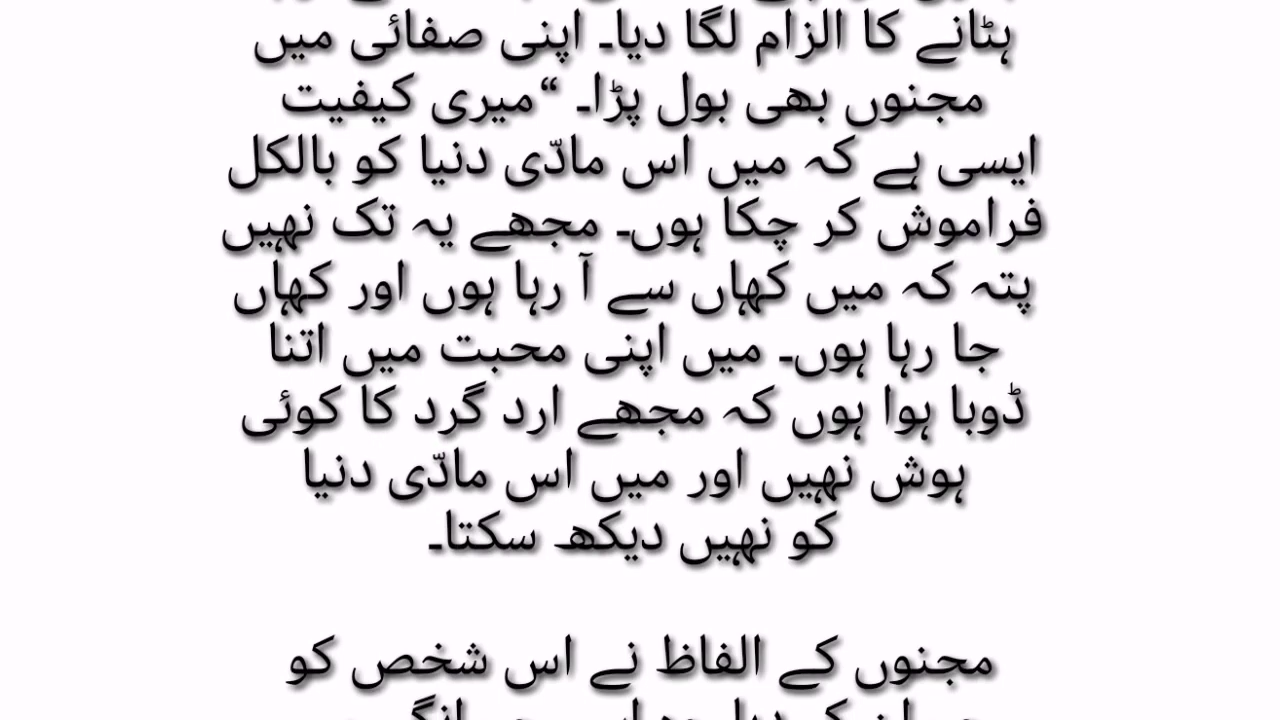 ہٹانے کا الزام لگا دیا۔ اپنی صفائی میں
مجنوں بھی بول پڑا۔ “میری کیفیت
ایسی ہے کہ میں اس مادّی دنیا کو بالکل
فراموش کر چکا ہوں۔ مجھے یہ تک نہیں
پتہ کہ میں کہاں سے آ رہا ہوں اور کہاں
جا رہا ہوں۔ میں اپنی محبت میں اتنا
ڈوبا ہوا ہوں کہ مجھے ارد گرد کا کوئی
ہوش نہیں اور میں اس مادّی دنیا
کو نہیں دیکھ سکتا۔
مجنوں کے الفاظ نے اس شخص کو